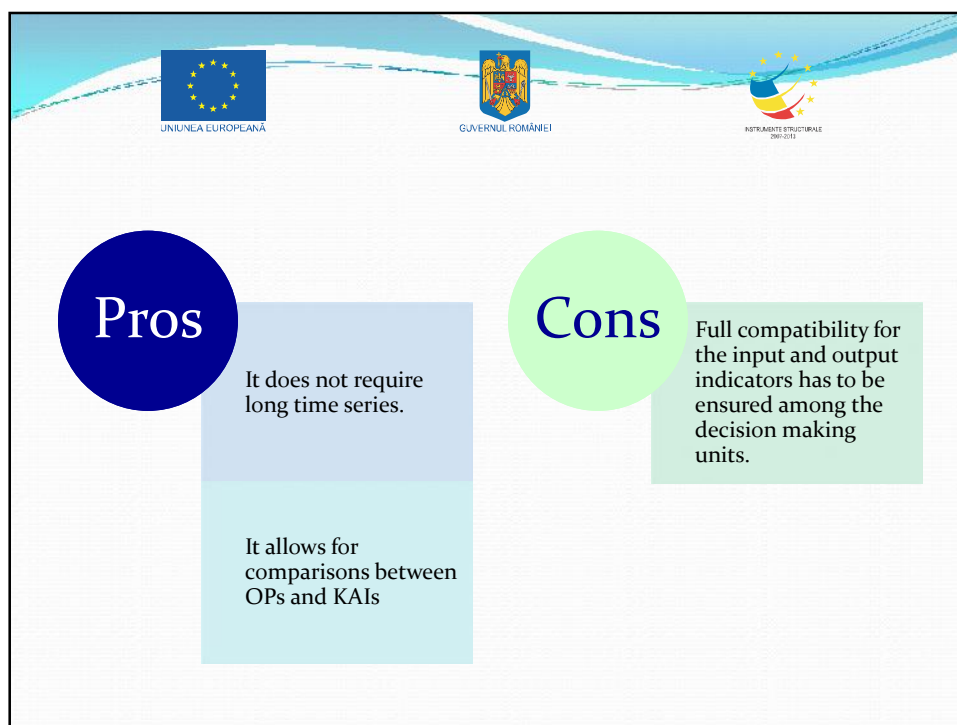 UNIUNEA EUROPEANĂ
GUVERNUL ROMÂNIEI
INSTRUMENTE STRUCTURALE
2007-2013
Pros
It does not require
long time series.
It allows for
comparisons between
OPs and KAIs
Cons
Full compatibility for
the input and output
indicators has to be
ensured among the
decision making
units.